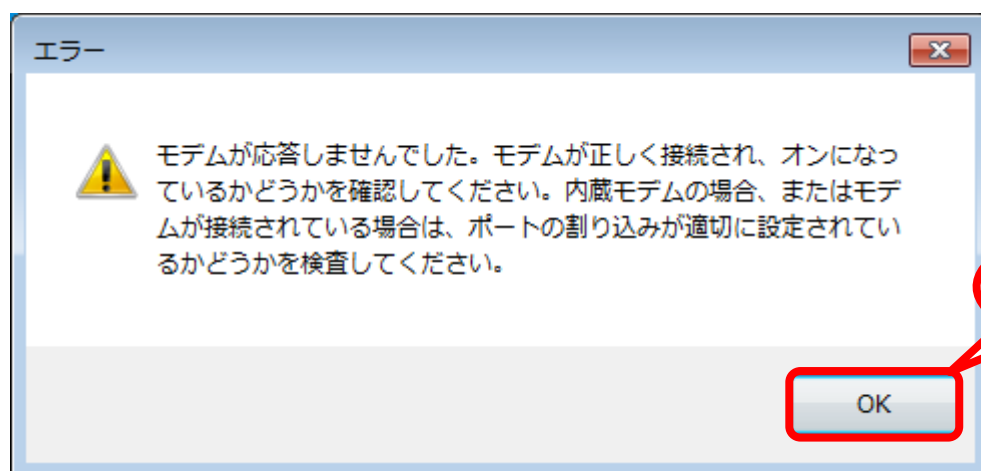 エラー
モデムが応答しませんでした。モデムが正しく接続され、オンになっ
ているかどうかを確認してください。内蔵モデムの場合、またはモデ
ムが接続されている場合は、ポートの割り込みが適切に設定されてい
るかどうかを検査してください。
OK